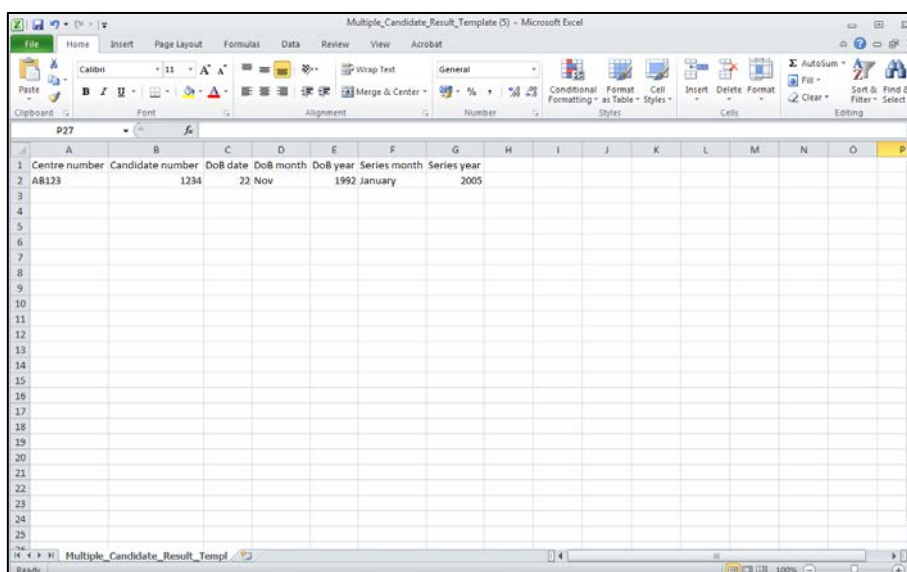 Multiple_Candidate_Result_Template (5) - Microsoft Excel
File Home Insert Page Layout Formulas Data Review View Acrobat
Calibri 11 A A Wrap Text General Conditional Format Cell Insert Delete Format Σ AutoSum Sort & Find &
Paste B I U A Merge & Center % , Formatting as Table Styles Fill Filter Select
Clear
Clipboard Font Alignment Number Styles Cells Editing
P27 fx
A B C D E F G H I J K L M N O P
1 Centre number Candidate number DoB date DoB month DoB year Series month Series year
2 AB123 1234 22 Nov 1992 January 2005
3
4
5
6
7
8
9
10
11
12
13
14
15
16
17
18
19
20
21
22
23
24
25
26
Multiple_Candidate_Result_Templ
Ready 100%